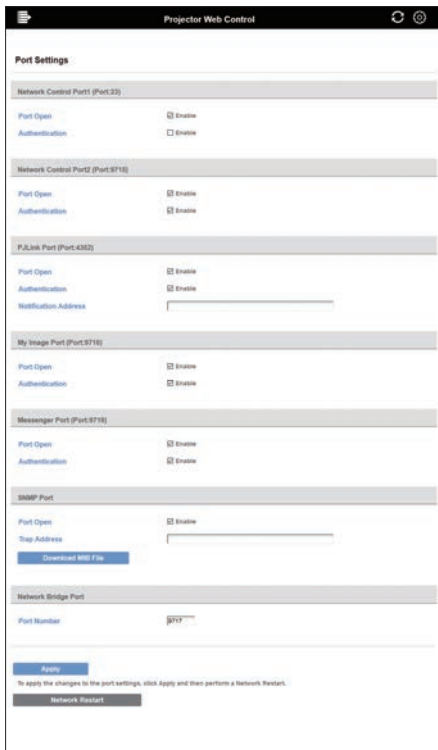 Projector Web Control
Port Settings
Network Control Port1 (Port:23)
Port Open Enable
Authentication Enable
Network Control Port2 (Port:9715)
Port Open Enable
Authentication Enable
PJLink Port (Port:4352)
Port Open Enable
Authentication Enable
Notification Address
My Image Port (Port:9716)
Port Open Enable
Authentication Enable
Messenger Port (Port:9719)
Port Open Enable
Authentication Enable
SNMP Port
Port Open Enable
Trap Address
Download MIB File
Network Bridge Port
Port Number 9717
Apply
To apply the changes to the port settings, click Apply and then perform a Network Restart.
Network Restart